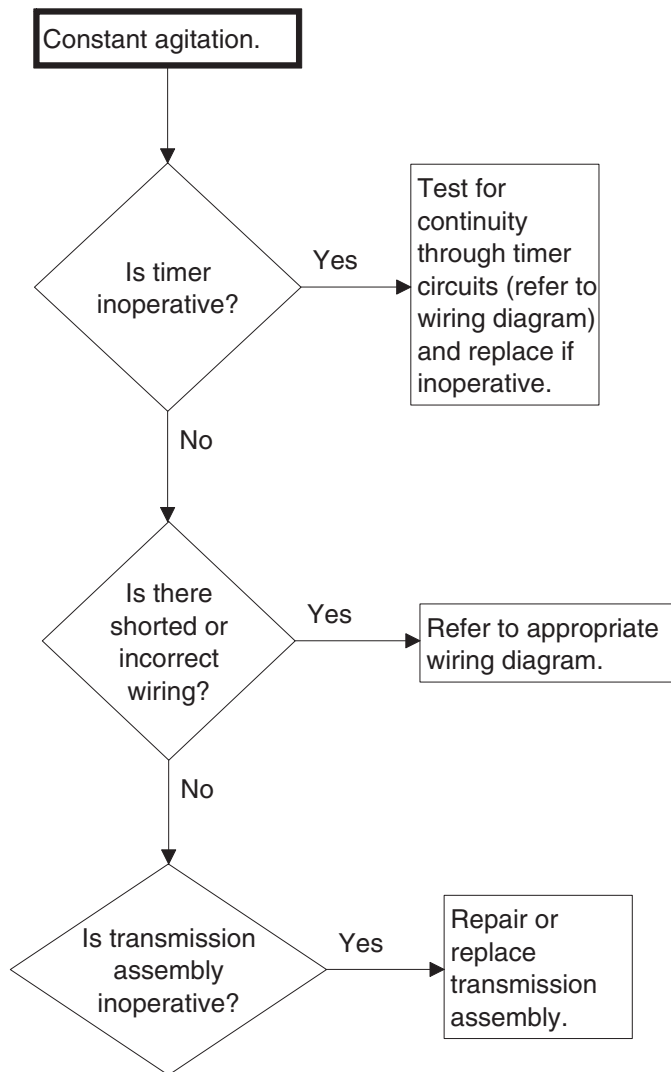 Constant agitation.
Is timer
inoperative?
Yes
Test for
continuity
through timer
circuits (refer to
wiring diagram)
and replace if
inoperative.
No
Is there
shorted or
incorrect
wiring?
Yes
Refer to appropriate
wiring diagram.
No
Is transmission
assembly
inoperative?
Yes
Repair or
replace
transmission
assembly.